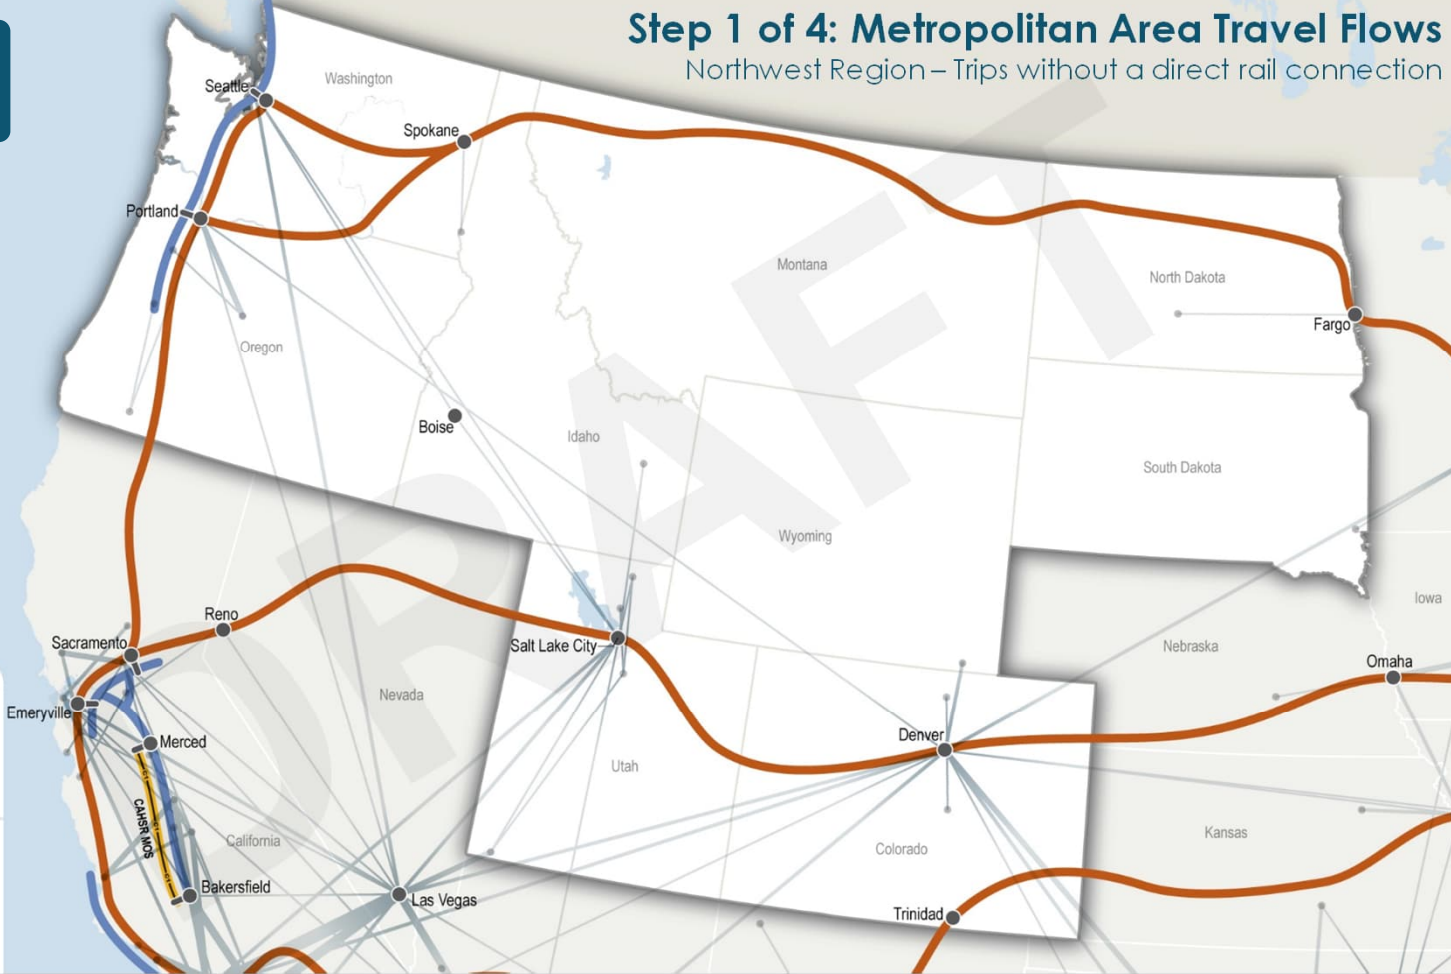 Step 1 of 4: Metropolitan Area Travel Flows
Northwest Region – Trips without a direct rail connection
Washington
Seattle
Spokane
Portland
Montana
North Dakota
Fargo
Oregon
Boise
Idaho
South Dakota
Wyoming
DRAFT
Iowa
Reno
Sacramento
Salt Lake City
Nebraska
Omaha
Nevada
Emeryville
Merced
Denver
Utah
CAHSR MOS
California
Kansas
Colorado
Bakersfield
Las Vegas
Trinidad